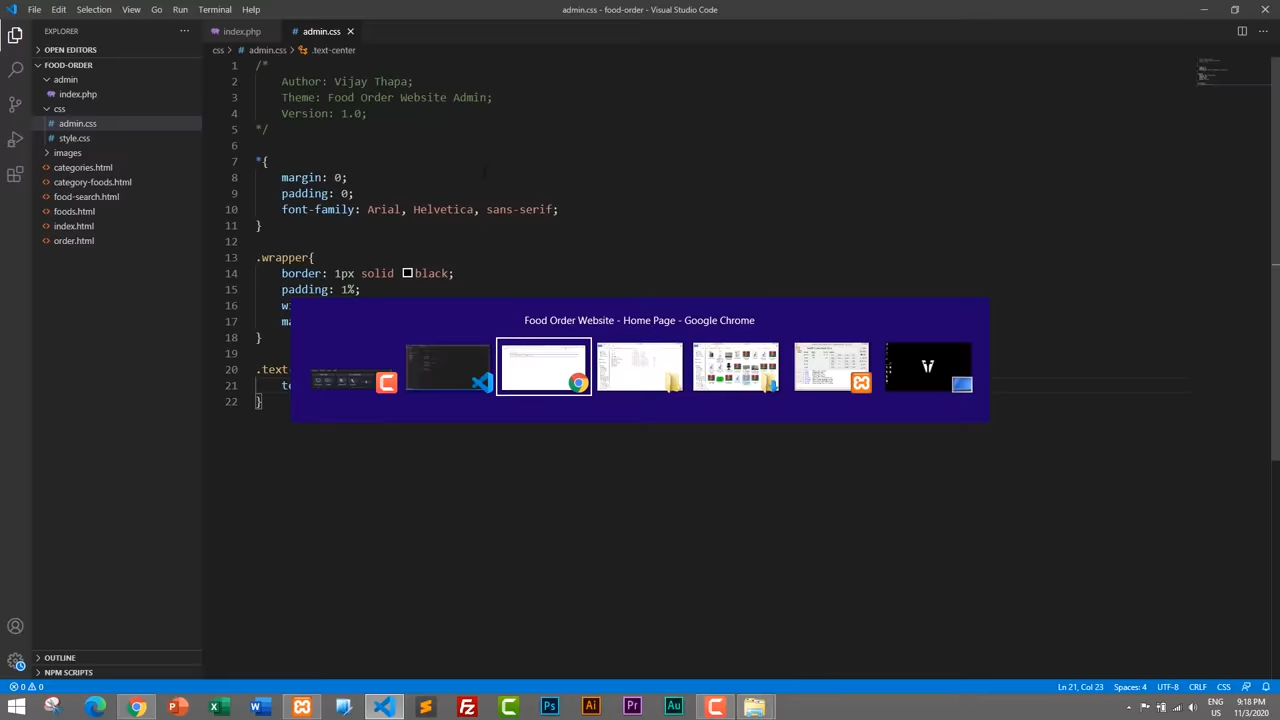 File Edit Selection View Go Run Terminal Help
admin.css - food-order - Visual Studio Code
EXPLORER
index.php
# admin.css
OPEN EDITORS
css > # admin.css > .text-center
FOOD-ORDER
admin
index.php
css
# admin.css
# style.css
images
categories.html
category-foods.html
food-search.html
foods.html
index.html
order.html
1 /*
2 Author: Vijay Thapa;
3 Theme: Food Order Website Admin;
4 Version: 1.0;
5 */
6
7 *{
8 margin: 0;
9 padding: 0;
10 font-family: Arial, Helvetica, sans-serif;
11 }
12
13 .wrapper{
14 border: 1px solid black;
15 padding: 1%;
16 wi
17 ma
18 }
19
20 .text
21 te
22 }
Food Order Website - Home Page - Google Chrome
OUTLINE
NPM SCRIPTS
0 0
Ln 21, Col 23 Spaces: 4 UTF-8 CRLF CSS
ENG
US
9:18 PM
11/3/2020